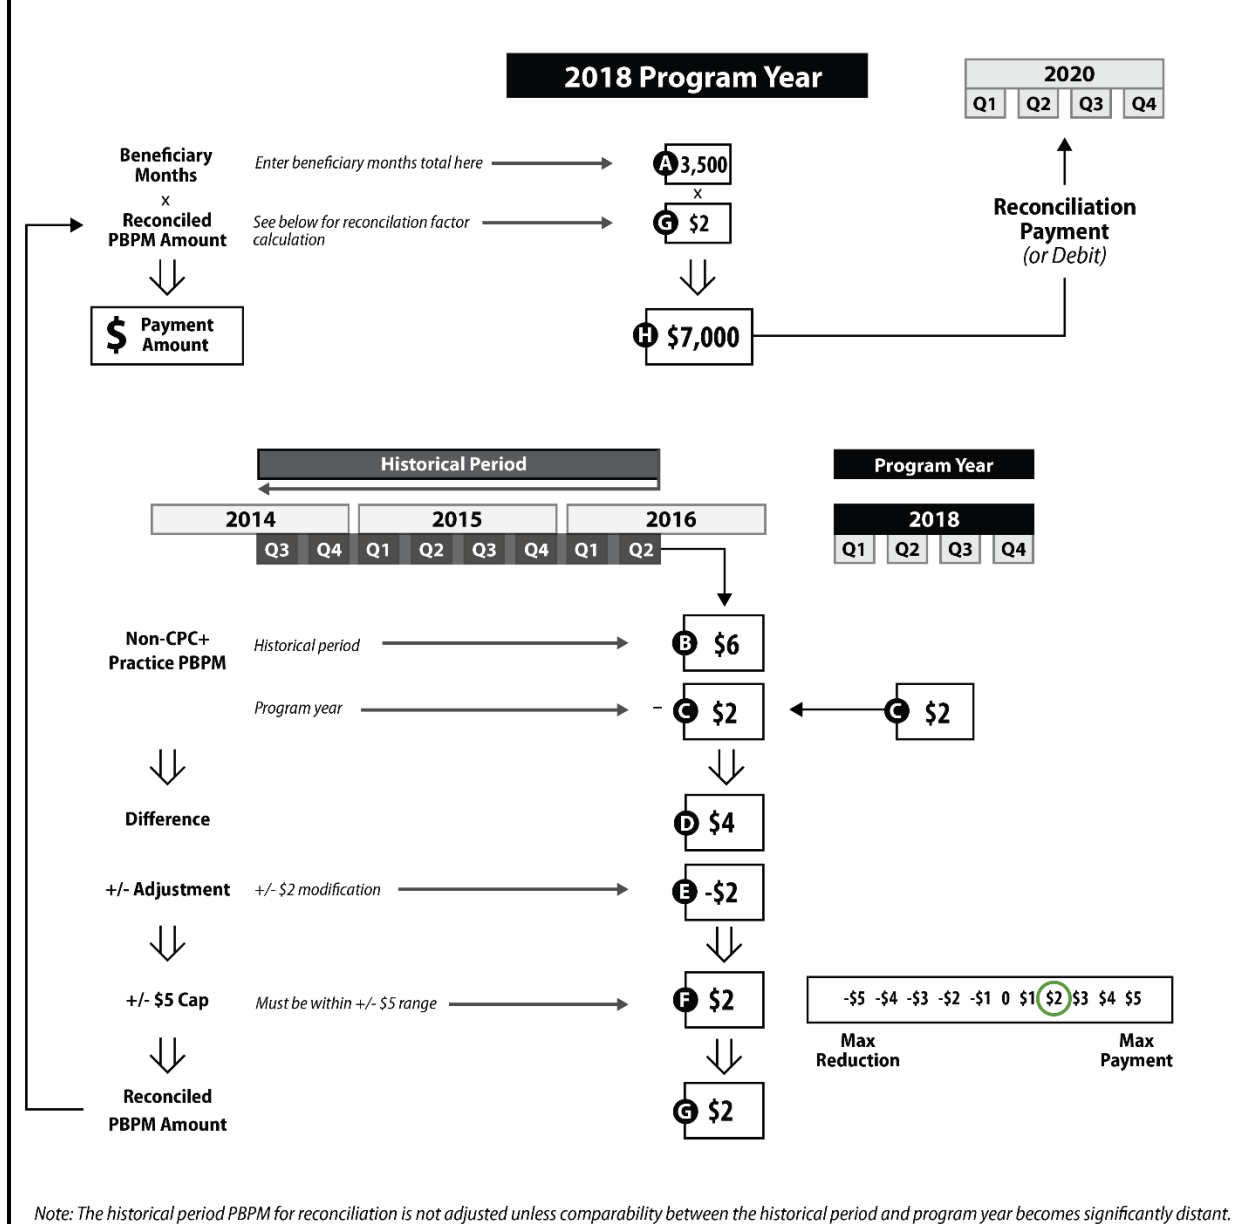 2018 Program Year
2020
Q1 Q2 Q3 Q4
Beneficiary
Months
Enter beneficiary months total here
A 3,500
x
x
Reconciled
PBPM Amount
See below for reconcilation factor
calculation
G $2
Reconciliation
Payment
(or Debit)
$ Payment
Amount
H $7,000
Historical Period
Program Year
2014 2015 2016
2018
Q3 Q4 Q1 Q2 Q3 Q4 Q1 Q2
Q1 Q2 Q3 Q4
Non-CPC+
Practice PBPM
Historical period
B $6
Program year
– C $2
C $2
Difference
D $4
+/- Adjustment
+/- $2 modification
E -$2
+/- $5 Cap
Must be within +/- $5 range
F $2
-$5 -$4 -$3 -$2 -$1 0 $1 $2 $3 $4 $5
Max
Reduction
Max
Payment
Reconciled
PBPM Amount
G $2
Note: The historical period PBPM for reconciliation is not adjusted unless comparability between the historical period and program year becomes significantly distant.